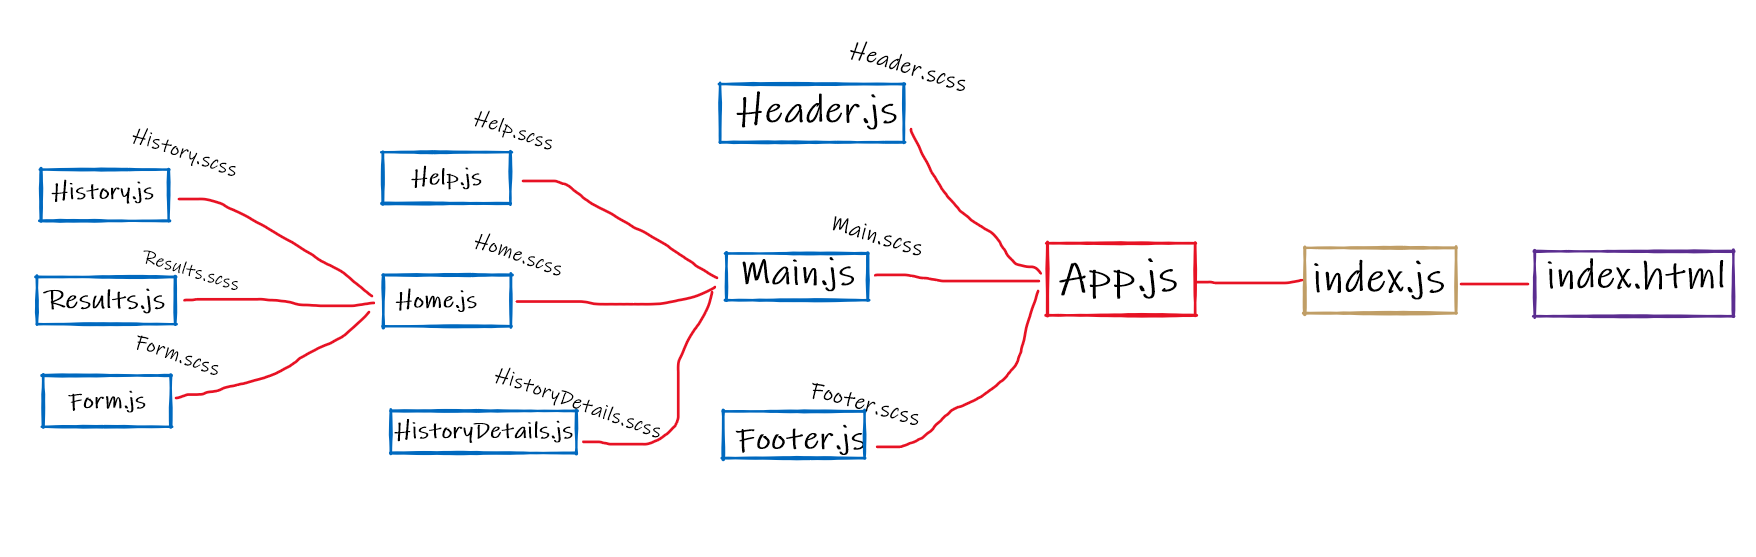 Header.scss
Header.js
Help.scss
Help.js
History.scss
History.js
Main.scss
Main.js
Home.scss
Home.js
Results.scss
Results.js
App.js
index.js
index.html
Form.scss
Form.js
HistoryDetails.scss
HistoryDetails.js
Footer.scss
Footer.js